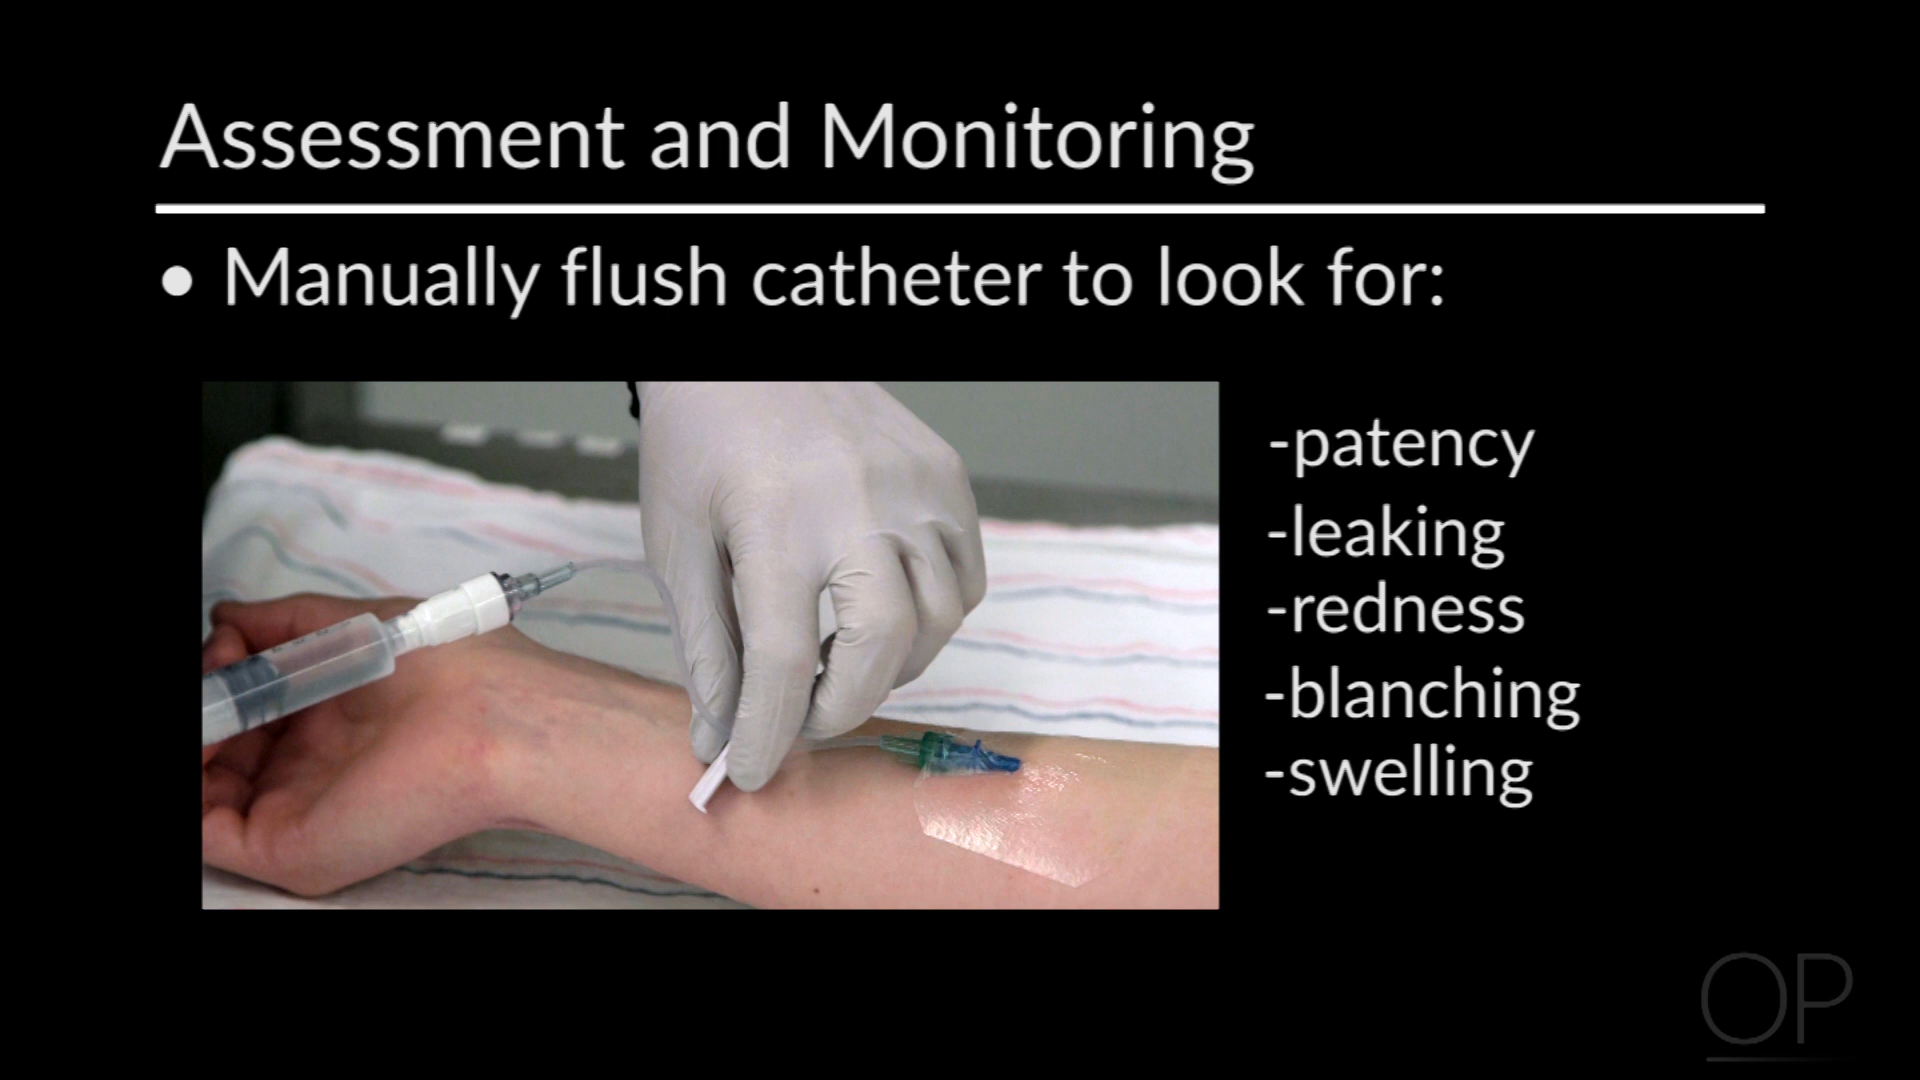 Assessment and Monitoring
• Manually flush catheter to look for:
-patency
-leaking
-redness
-blanching
-swelling
OP